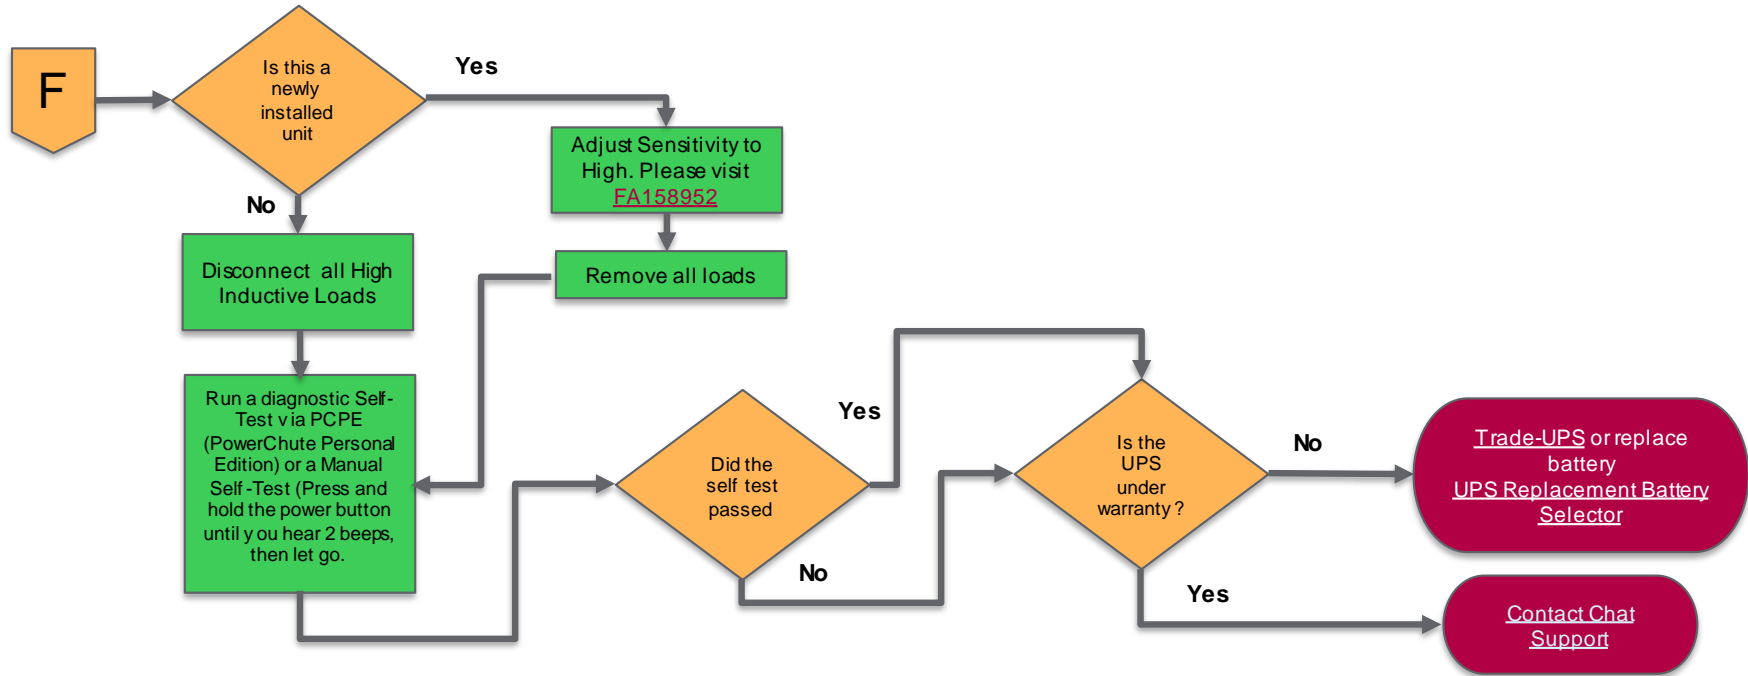 F
Is this a
newly
installed
unit
Yes
No
Adjust Sensitivity to
High. Please visit
FA158952
Remove all loads
Disconnect all High
Inductive Loads
Run a diagnostic Self-
Test via PCPE
(PowerChute Personal
Edition) or a Manual
Self-Test (Press and
hold the power button
until you hear 2 beeps,
then let go.
Did the
self test
passed
Yes
No
Is the
UPS
under
warranty?
No
Yes
Trade-UPS or replace
battery
UPS Replacement Battery
Selector
Contact Chat
Support